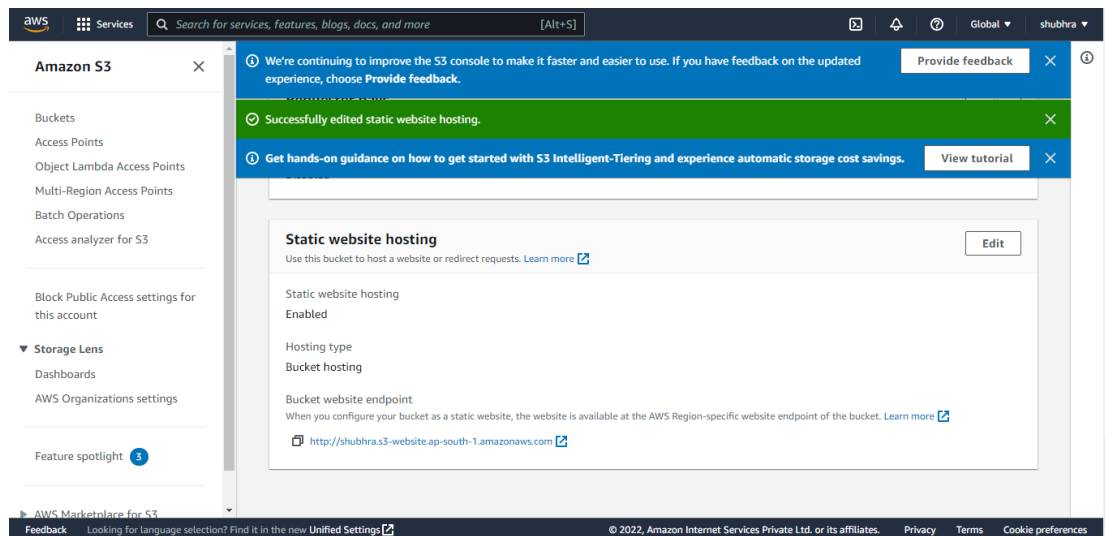 aws
Services
Search for services, features, blogs, docs, and more
[Alt+S]
Global ▼
shubhra ▼
Amazon S3
Buckets
Access Points
Object Lambda Access Points
Multi-Region Access Points
Batch Operations
Access analyzer for S3
Block Public Access settings for
this account
▼ Storage Lens
Dashboards
AWS Organizations settings
Feature spotlight 3
AWS Marketplace for S3
We're continuing to improve the S3 console to make it faster and easier to use. If you have feedback on the updated
experience, choose Provide feedback.
Provide feedback
Successfully edited static website hosting.
Get hands-on guidance on how to get started with S3 Intelligent-Tiering and experience automatic storage cost savings.
View tutorial
Static website hosting
Edit
Use this bucket to host a website or redirect requests. Learn more
Static website hosting
Enabled
Hosting type
Bucket hosting
Bucket website endpoint
When you configure your bucket as a static website, the website is available at the AWS Region-specific website endpoint of the bucket. Learn more
http://shubhra.s3-website.ap-south-1.amazonaws.com
Feedback
Looking for language selection? Find it in the new Unified Settings
© 2022, Amazon Internet Services Private Ltd. or its affiliates.
Privacy
Terms
Cookie preferences